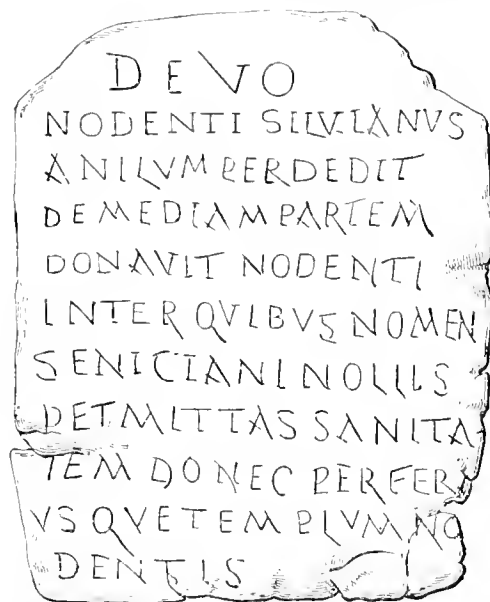 DEVO
NODENTI SILVIANVS
ANILVM PERDEDIT
DEMEDIAM PARTEM
DONAVIT NODENTI
INTER QVIBVS NOMEN
SENICIANI NOLLIS
PETMITTAS SANITA
TEM DONEC PERFERA
VSQVE TEMPLVM NO
DENTIS